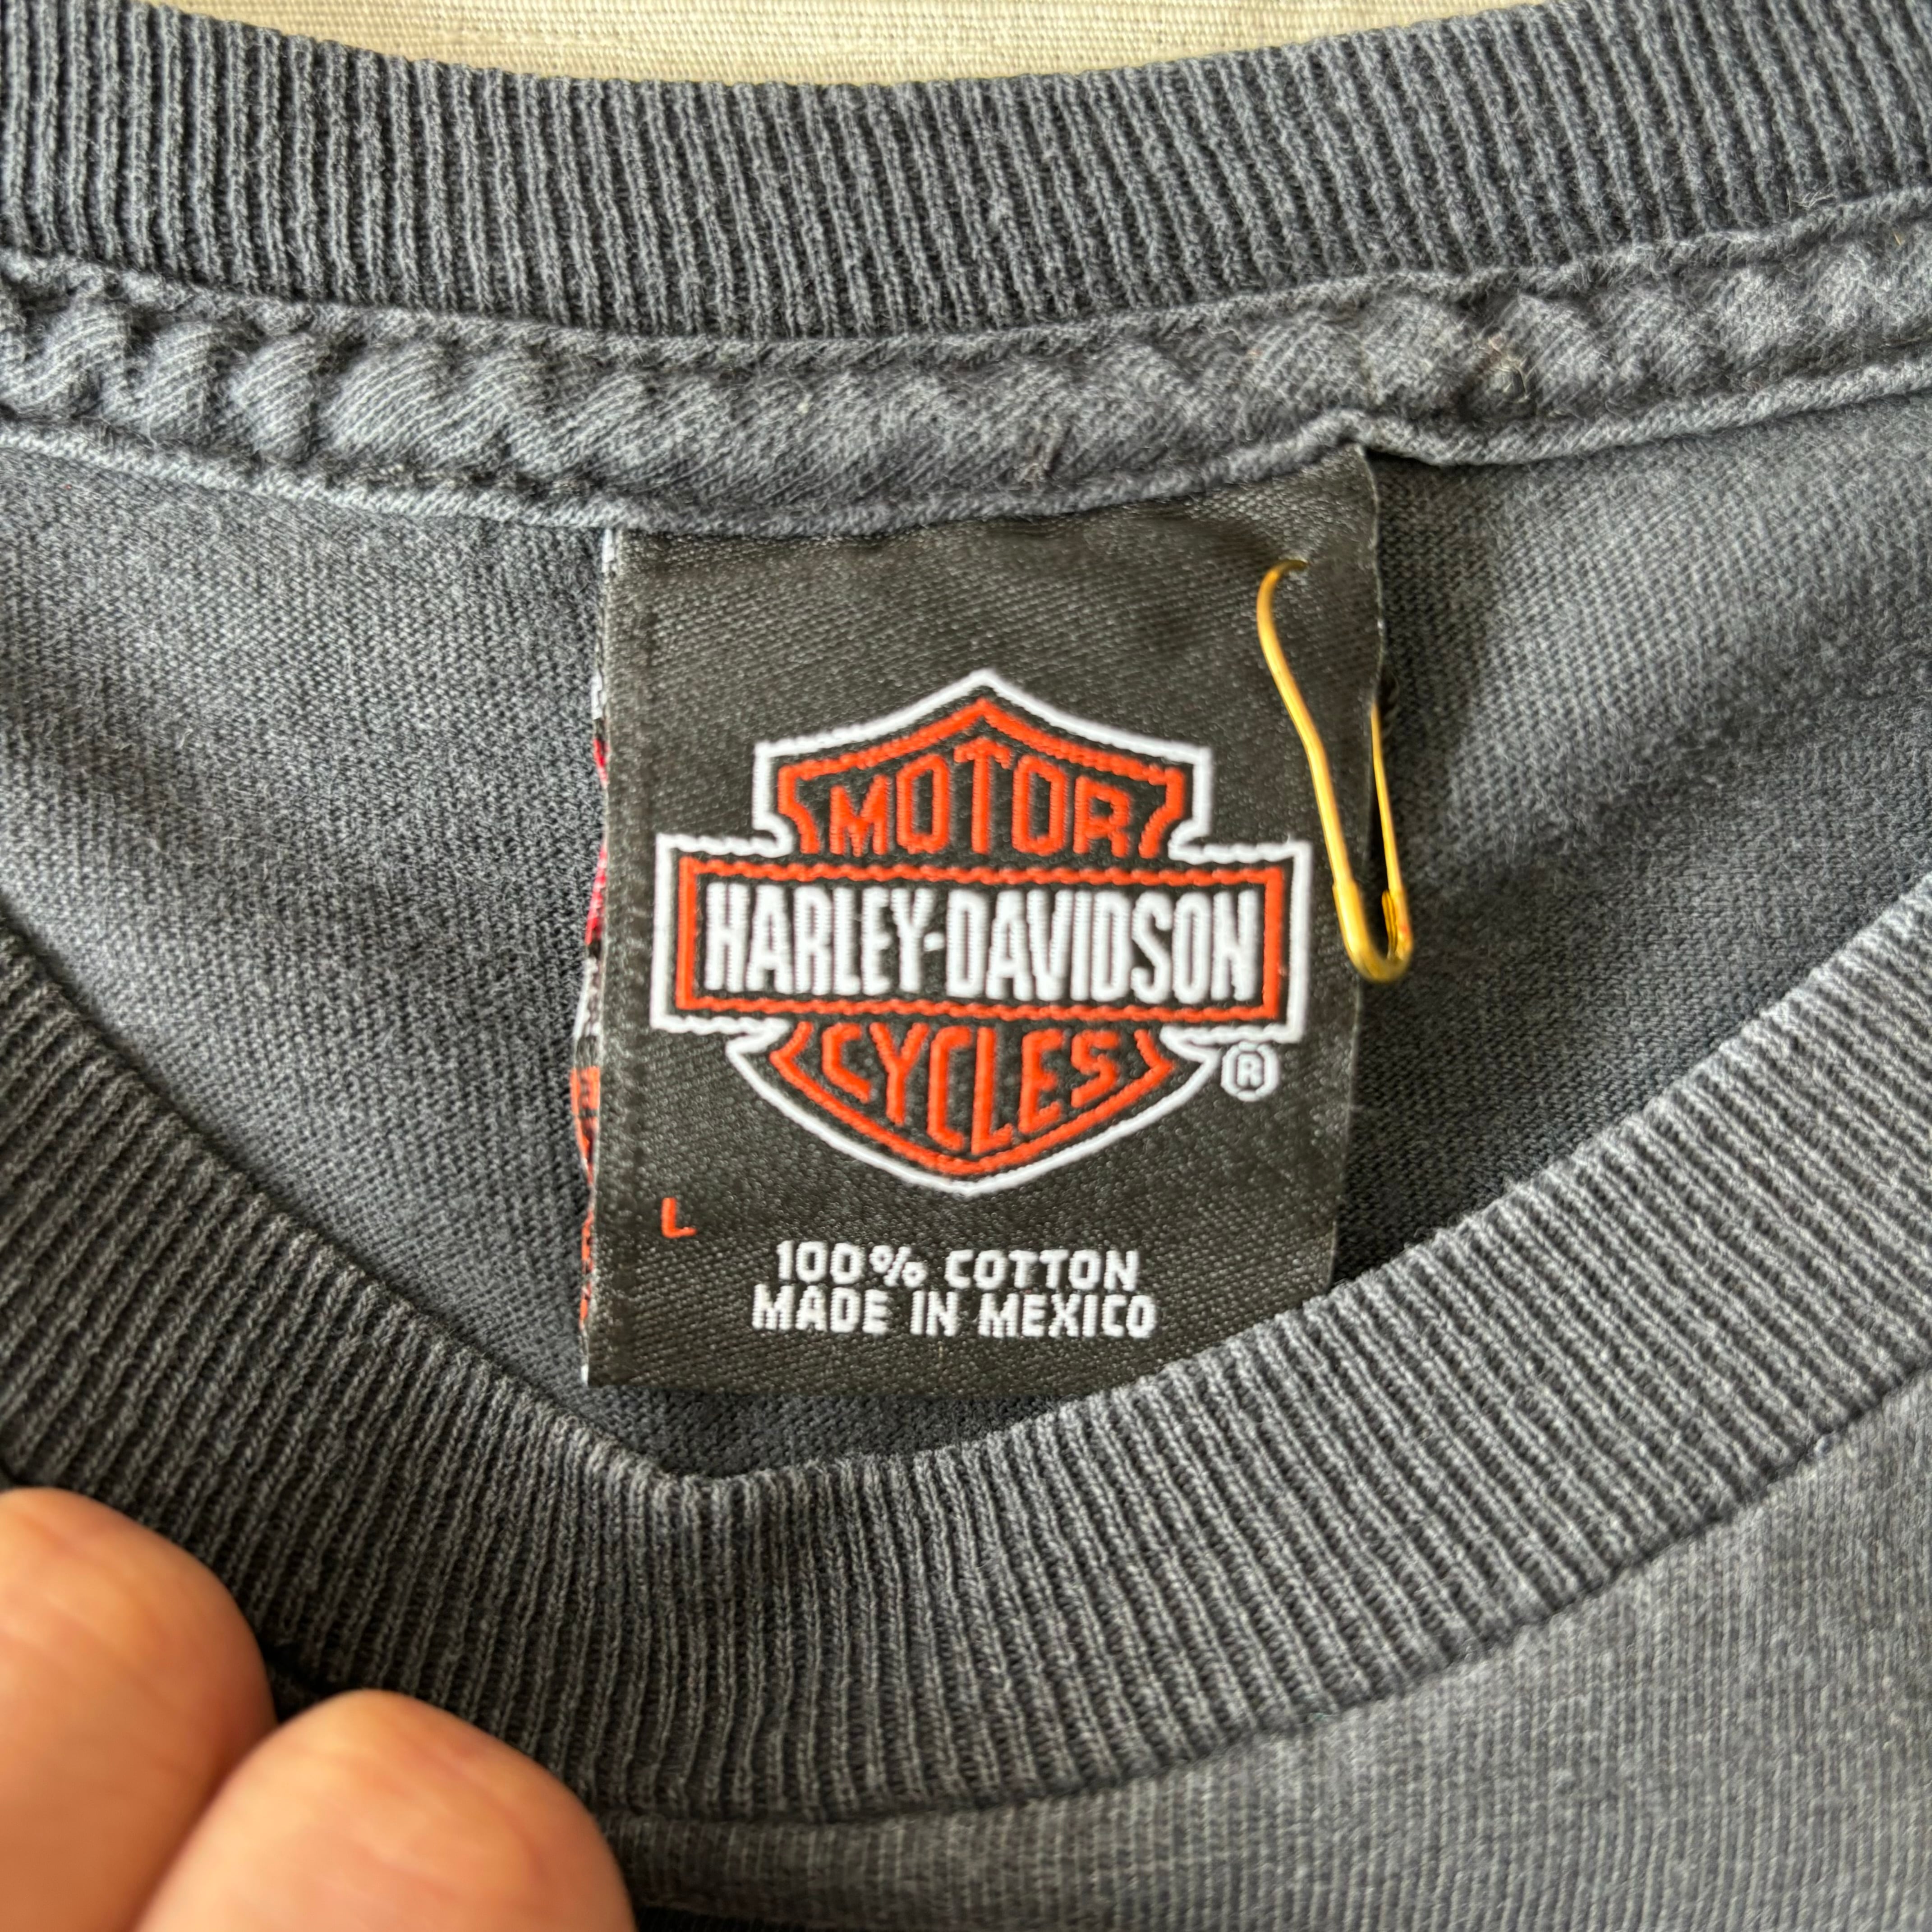 MOTOR
HARLEY-DAVIDSON
CYCLES
®
L
100% COTTON
MADE IN MEXICO